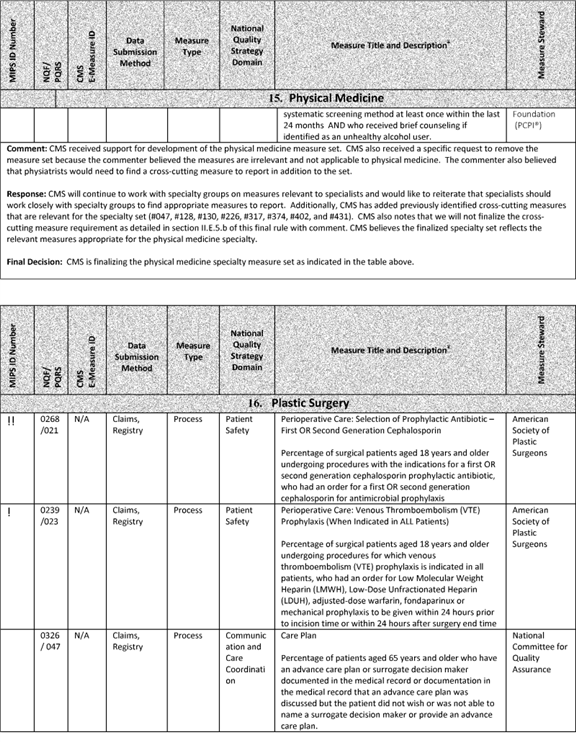 MIPS ID Number
NQF/
PQRS
CMS
E-Measure ID
Data
Submission
Method
Measure
Type
National
Quality
Strategy
Domain
Measure Title and Description¥
Measure Steward
15. Physical Medicine
systematic screening method at least once within the last
24 months AND who received brief counseling if
identified as an unhealthy alcohol user.
Foundation
(PCPI®)
Comment: CMS received support for development of the physical medicine measure set. CMS also received a specific request to remove the
measure set because the commenter believed the measures are irrelevant and not applicable to physical medicine. The commenter also believed
that physiatrists would need to find a cross-cutting measure to report in addition to the set.
Response: CMS will continue to work with specialty groups on measures relevant to specialists and would like to reiterate that specialists should
work closely with specialty groups to find appropriate measures to report. Additionally, CMS has added previously identified cross-cutting measures
that are relevant for the specialty set (#047, #128, #130, #226, #317, #374, #402, and #431). CMS also notes that we will not finalize the cross-
cutting measure requirement as detailed in section II.E.5.b of this final rule with comment. CMS believes the finalized specialty set reflects the
relevant measures appropriate for the physical medicine specialty.
Final Decision: CMS is finalizing the physical medicine specialty measure set as indicated in the table above.
MIPS ID Number
NQF/
PQRS
CMS
E-Measure ID
Data
Submission
Method
Measure
Type
National
Quality
Strategy
Domain
Measure Title and Description¥
Measure Steward
16. Plastic Surgery
!!
0268
/021
N/A
Claims,
Registry
Process
Patient
Safety
Perioperative Care: Selection of Prophylactic Antibiotic –
First OR Second Generation Cephalosporin
Percentage of surgical patients aged 18 years and older
undergoing procedures with the indications for a first OR
second generation cephalosporin prophylactic antibiotic,
who had an order for a first OR second generation
cephalosporin for antimicrobial prophylaxis
American
Society of
Plastic
Surgeons
!
0239
/023
N/A
Claims,
Registry
Process
Patient
Safety
Perioperative Care: Venous Thromboembolism (VTE)
Prophylaxis (When Indicated in ALL Patients)
Percentage of surgical patients aged 18 years and older
undergoing procedures for which venous
thromboembolism (VTE) prophylaxis is indicated in all
patients, who had an order for Low Molecular Weight
Heparin (LMWH), Low-Dose Unfractionated Heparin
(LDUH), adjusted-dose warfarin, fondaparinux or
mechanical prophylaxis to be given within 24 hours prior
to incision time or within 24 hours after surgery end time
American
Society of
Plastic
Surgeons
0326
/ 047
N/A
Claims,
Registry
Process
Communic
ation and
Care
Coordinati
on
Care Plan
Percentage of patients aged 65 years and older who have
an advance care plan or surrogate decision maker
documented in the medical record or documentation in
the medical record that an advance care plan was
discussed but the patient did not wish or was not able to
name a surrogate decision maker or provide an advance
care plan.
National
Committee for
Quality
Assurance